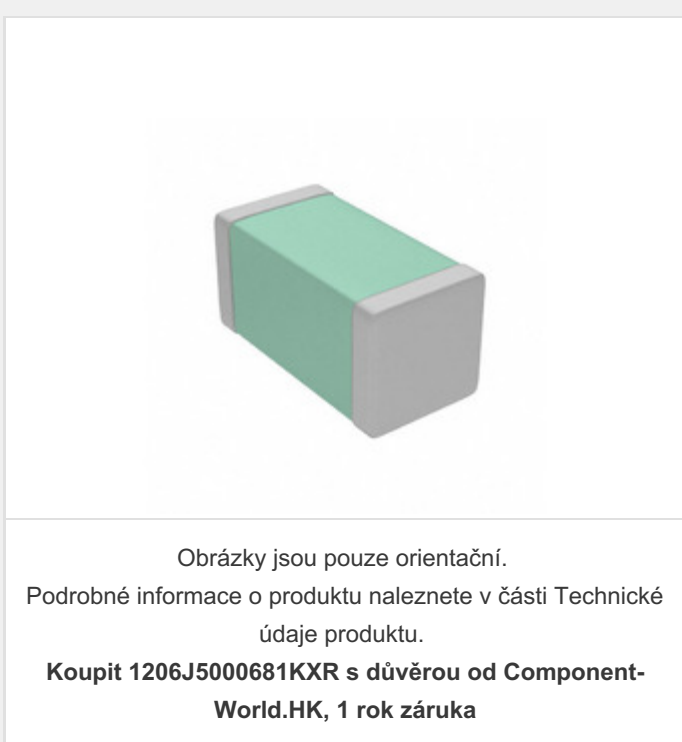 Obrázky jsou pouze orientační.
Podrobné informace o produktu naleznete v části Technické
údaje produktu.
Koupit 1206J5000681KXR s důvěrou od Component-
World.HK, 1 rok záruka